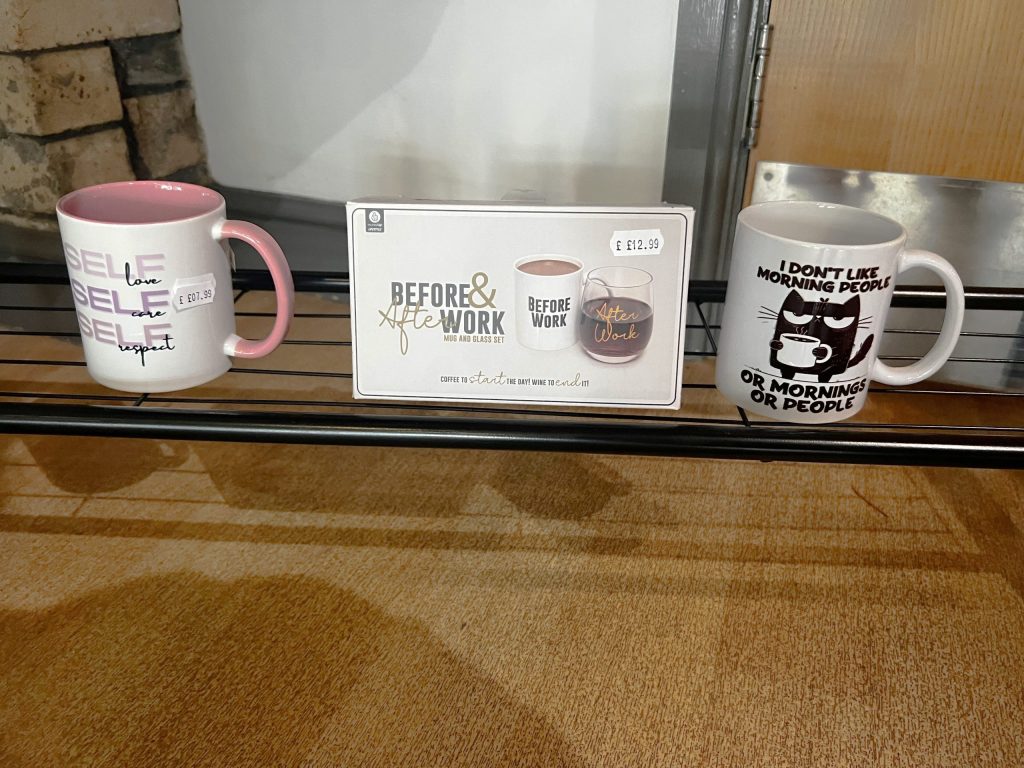 SELF
love
SELF
care
SELF
respect
£ £07.99
£ £12.99
BEFORE &
After WORK
MUG AND GLASS SET
BEFORE
WORK
After
Work
COFFEE TO start THE DAY! WINE TO end IT!
I DON'T LIKE
MORNING PEOPLE
OR MORNINGS
OR PEOPLE